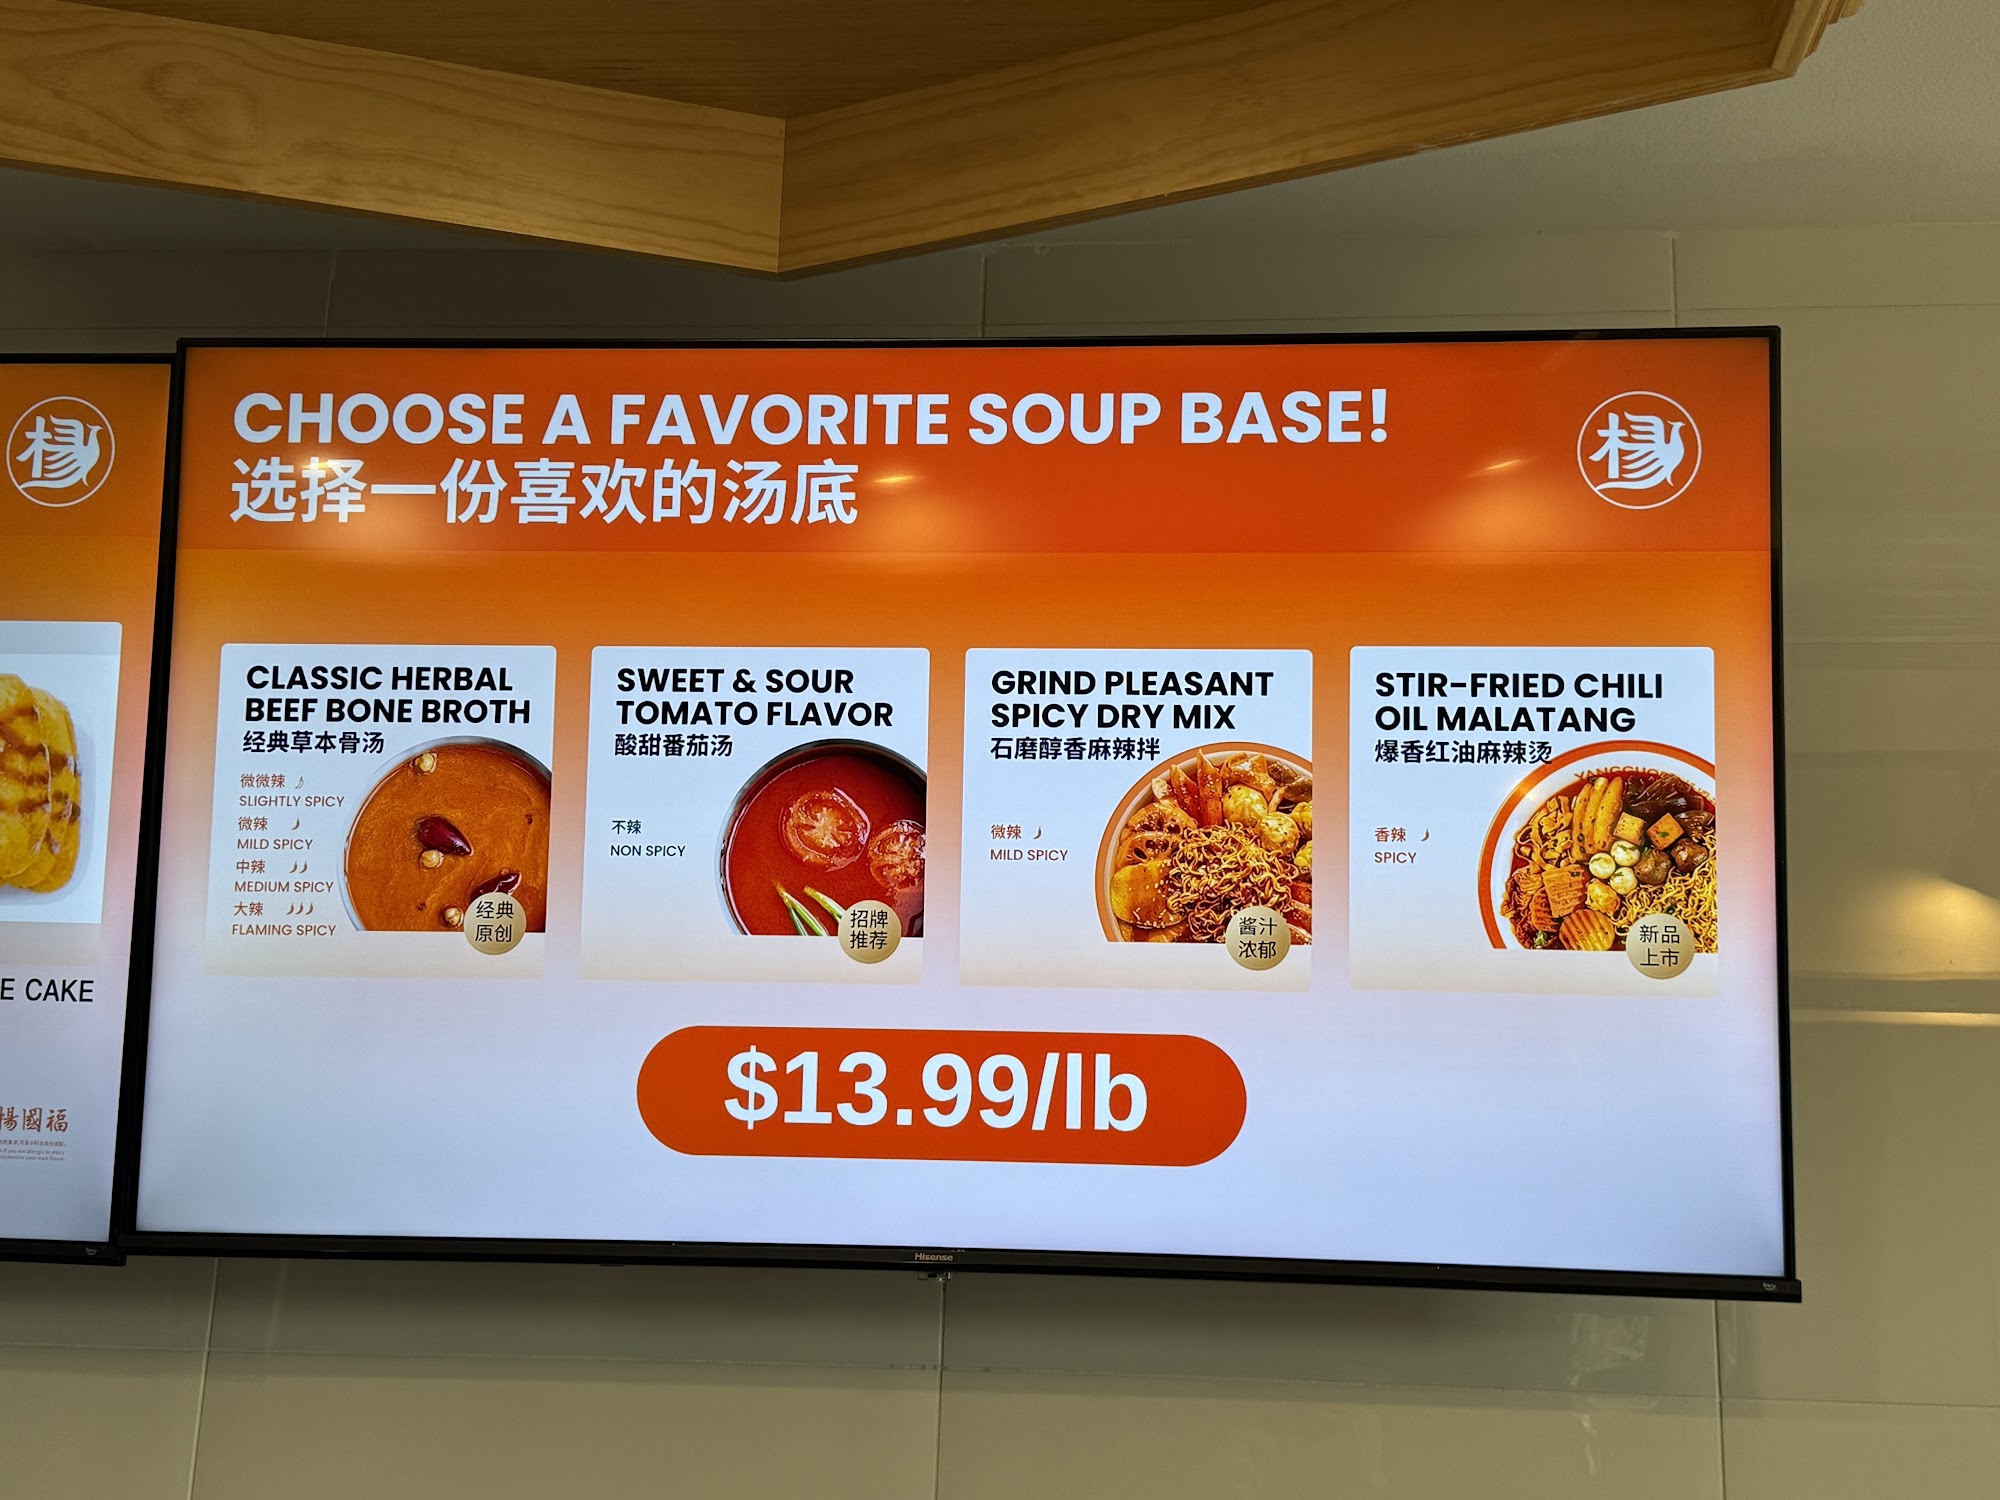 CHOOSE A FAVORITE SOUP BASE!
选择一份喜欢的汤底
杨
杨
CLASSIC HERBAL
BEEF BONE BROTH
经典草本骨汤
微微辣
SLIGHTLY SPICY
微辣
MILD SPICY
中辣
MEDIUM SPICY
大辣
FLAMING SPICY
经典
原创
SWEET & SOUR
TOMATO FLAVOR
酸甜番茄汤
不辣
NON SPICY
招牌
推荐
GRIND PLEASANT
SPICY DRY MIX
石磨醇香麻辣拌
微辣
MILD SPICY
酱汁
浓郁
STIR-FRIED CHILI
OIL MALATANG
爆香红油麻辣烫
香辣
SPICY
新品
上市
$13.99/lb
E CAKE
楊國福
Hisense